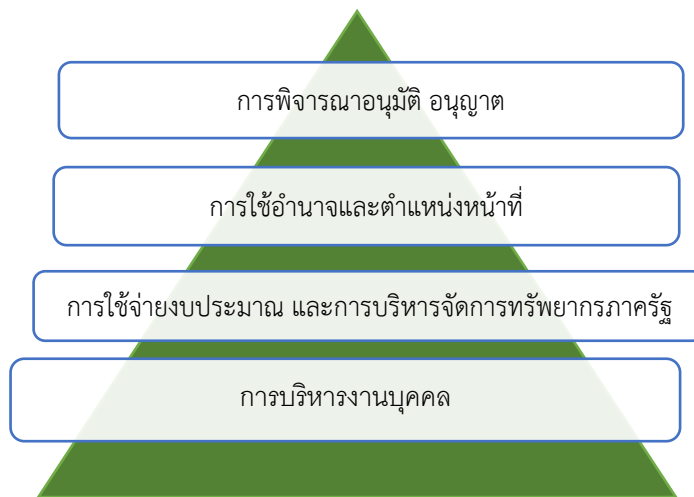 การพิจารณาอนุมัติ อนุญาต
การใช้อำนาจและตำแหน่งหน้าที่
การใช้จ่ายงบประมาณ และการบริหารจัดการทรัพยากรภาครัฐ
การบริหารงานบุคคล